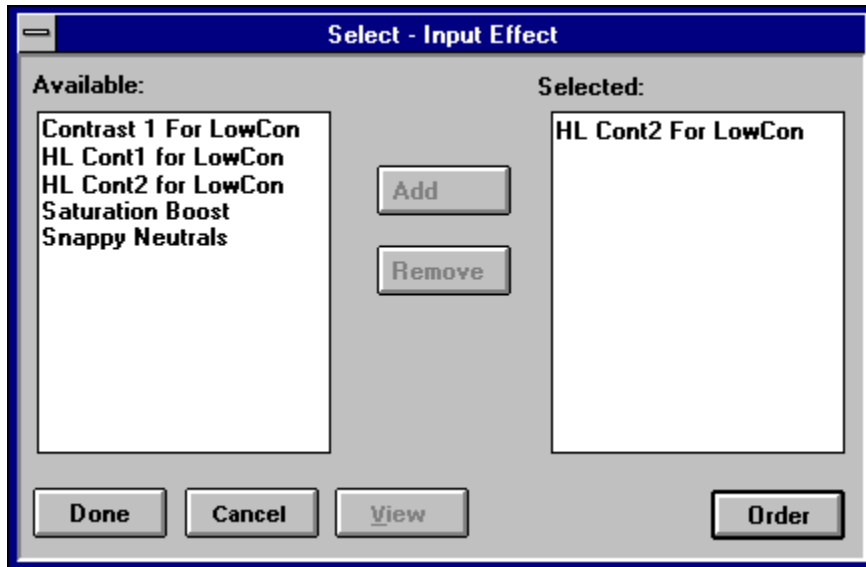 Select - Input Effect
Available:
Selected:
Contrast 1 For LowCon
HL Cont1 for LowCon
HL Cont2 for LowCon
Saturation Boost
Snappy Neutrals
Add
Remove
HL Cont2 For LowCon
Done
Cancel
View
Order